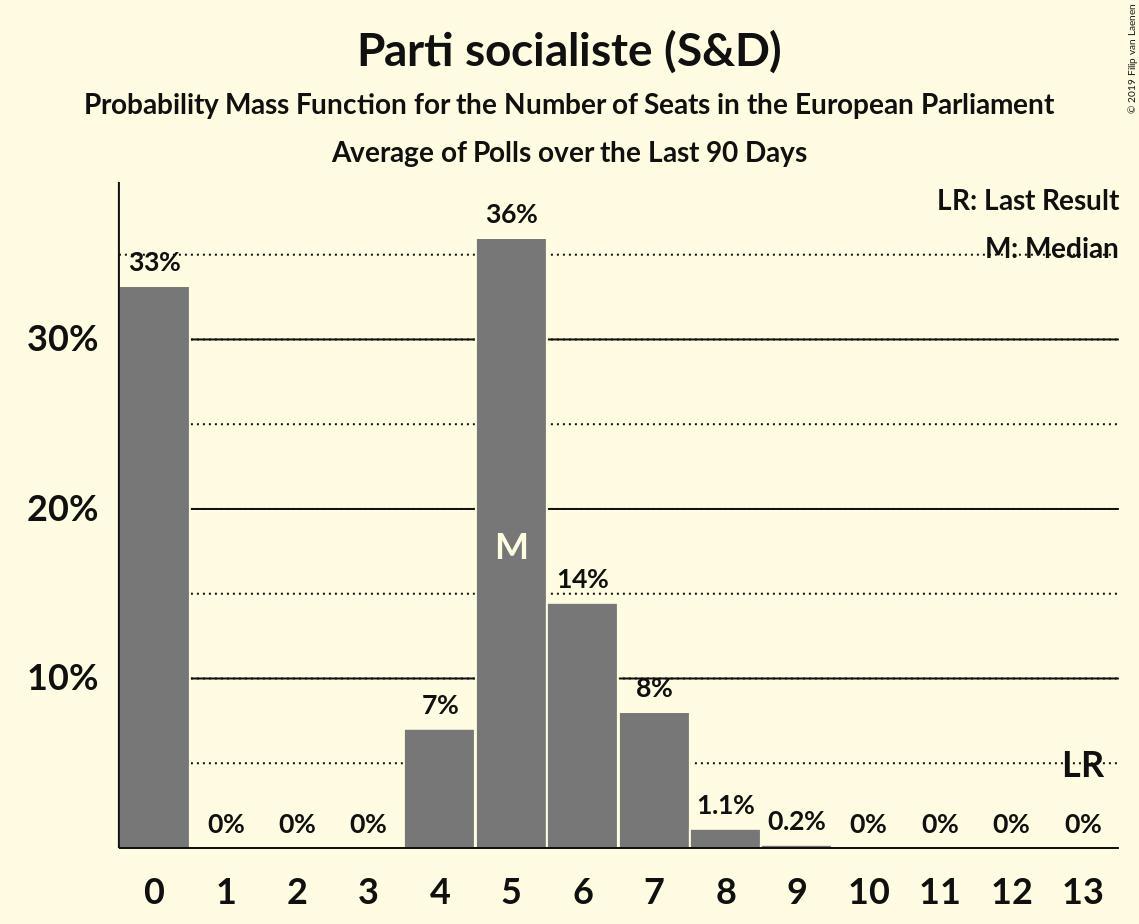 Parti socialiste (S&D)
Probability Mass Function for the Number of Seats in the European Parliament
Average of Polls over the Last 90 Days
© 2019 Filip van Laenen
LR: Last Result
M: Median
36%
33%
30%
20%
M
14%
10%
8%
7%
LR
1.1%
0.2%
0% 0% 0% 0% 0% 0% 0%
0 1 2 3 4 5 6 7 8 9 10 11 12 13